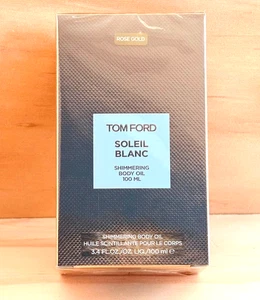 ROSE GOLD
TOM FORD
SOLEIL
BLANC
SHIMMERING
BODY OIL
100 ML
SHIMMERING BODY OIL
HUILE SCINTILLANTE POUR LE CORPS
3.4 FL.OZ./OZ. LIQ./100 ml ℮